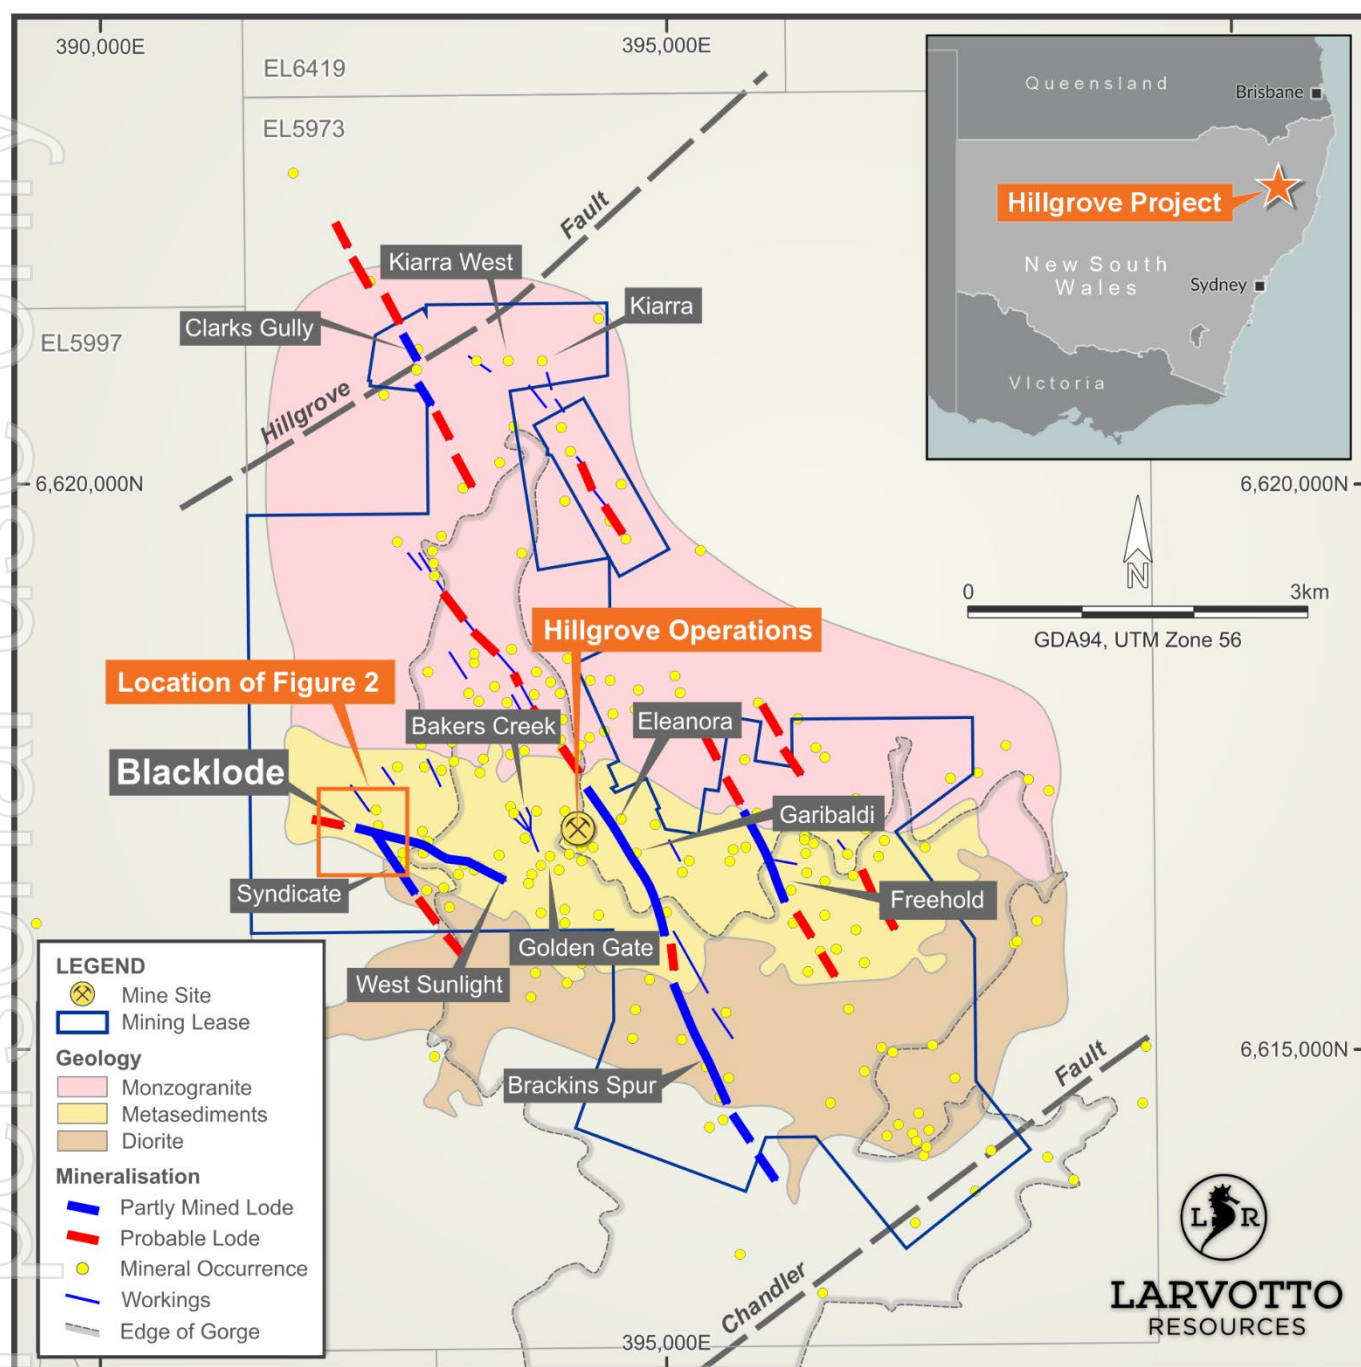 390,000E
395,000E
EL6419
EL5973
EL5997
Queensland
Brisbane
Hillgrove Project
New South
Wales
Sydney
VIctoria
Fault
Kiarra West
Kiarra
Clarks Gully
Hillgrove
6,620,000N
6,620,000N
N
0
3km
GDA94, UTM Zone 56
Hillgrove Operations
Location of Figure 2
Bakers Creek
Eleanora
Blacklode
Garibaldi
Syndicate
Freehold
Golden Gate
West Sunlight
LEGEND
Mine Site
Mining Lease
Geology
Monzogranite
Metasediments
Diorite
Mineralisation
Partly Mined Lode
Probable Lode
Mineral Occurrence
Workings
Edge of Gorge
6,615,000N
Brackins Spur
Fault
Chandler
395,000E
L R
LARVOTTO
RESOURCES